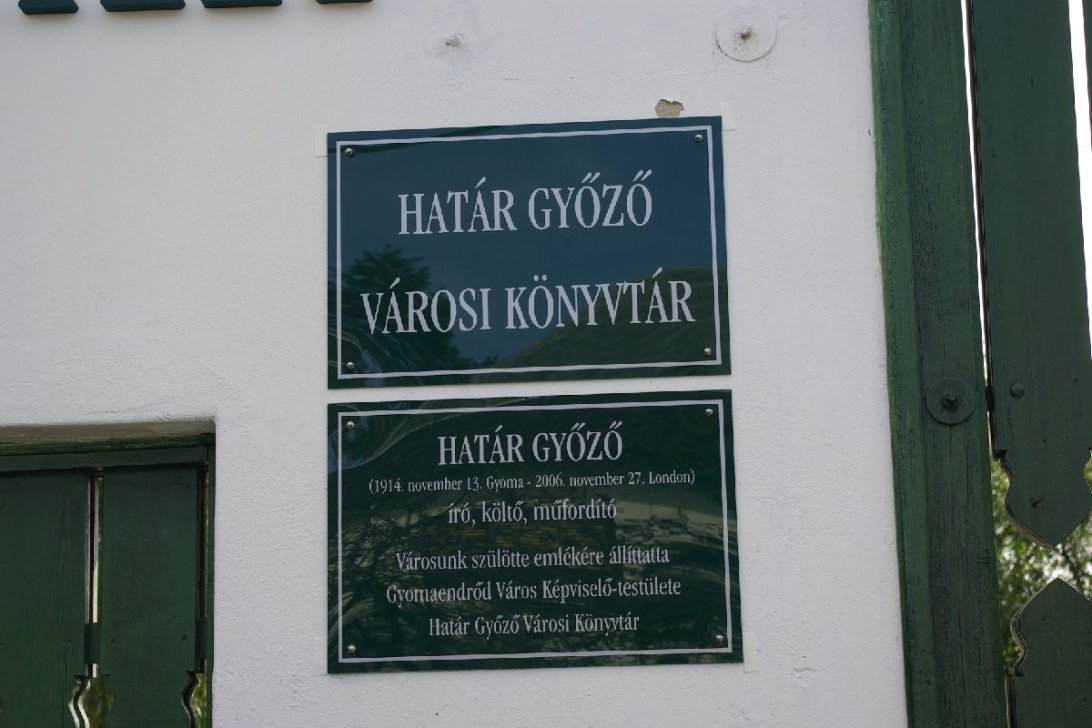 HATÁR GYŐZŐ
VÁROSI KÖNYVTÁR
HATÁR GYŐZŐ
(1914. november 13. Gyoma - 2006. november 27. London)
író, költő, műfordító
Városunk szülötte emlékére állíttatta
Gyomaendrőd Város Képviselő-testülete
Határ Győző Városi Könyvtár